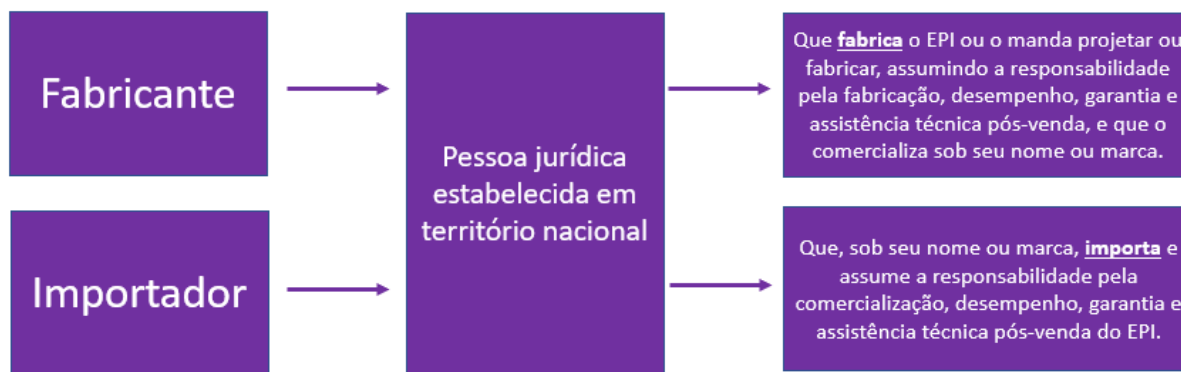 Fabricante
Importador
Pessoa jurídica
estabelecida em
território nacional
Que fabrica o EPI ou o manda projetar ou
fabricar, assumindo a responsabilidade
pela fabricação, desempenho, garantia e
assistência técnica pós-venda, e que o
comercializa sob seu nome ou marca.
Que, sob seu nome ou marca, importa e
assume a responsabilidade pela
comercialização, desempenho, garantia e
assistência técnica pós-venda do EPI.